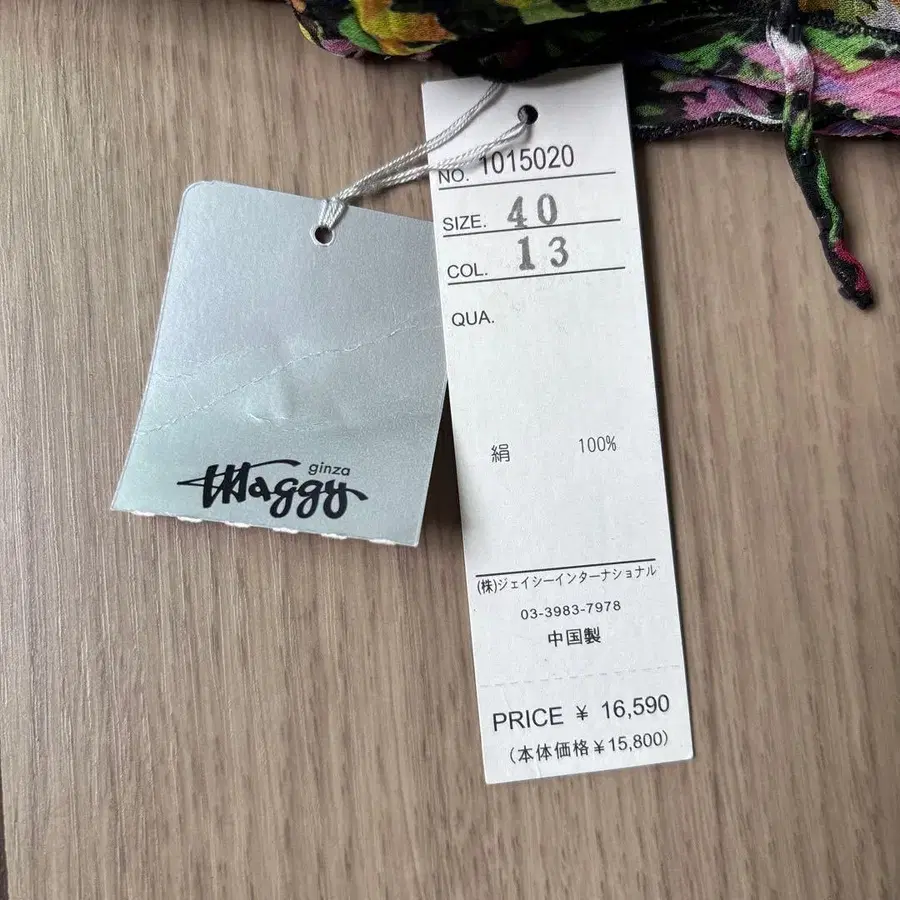 ginza
Maggy
NO. 1015020
SIZE. 40
COL. 13
QUA.
絹 100%
(株)ジェイシーインターナショナル
03-3983-7978
中国製
PRICE ¥ 16,590
(本体価格¥15,800)